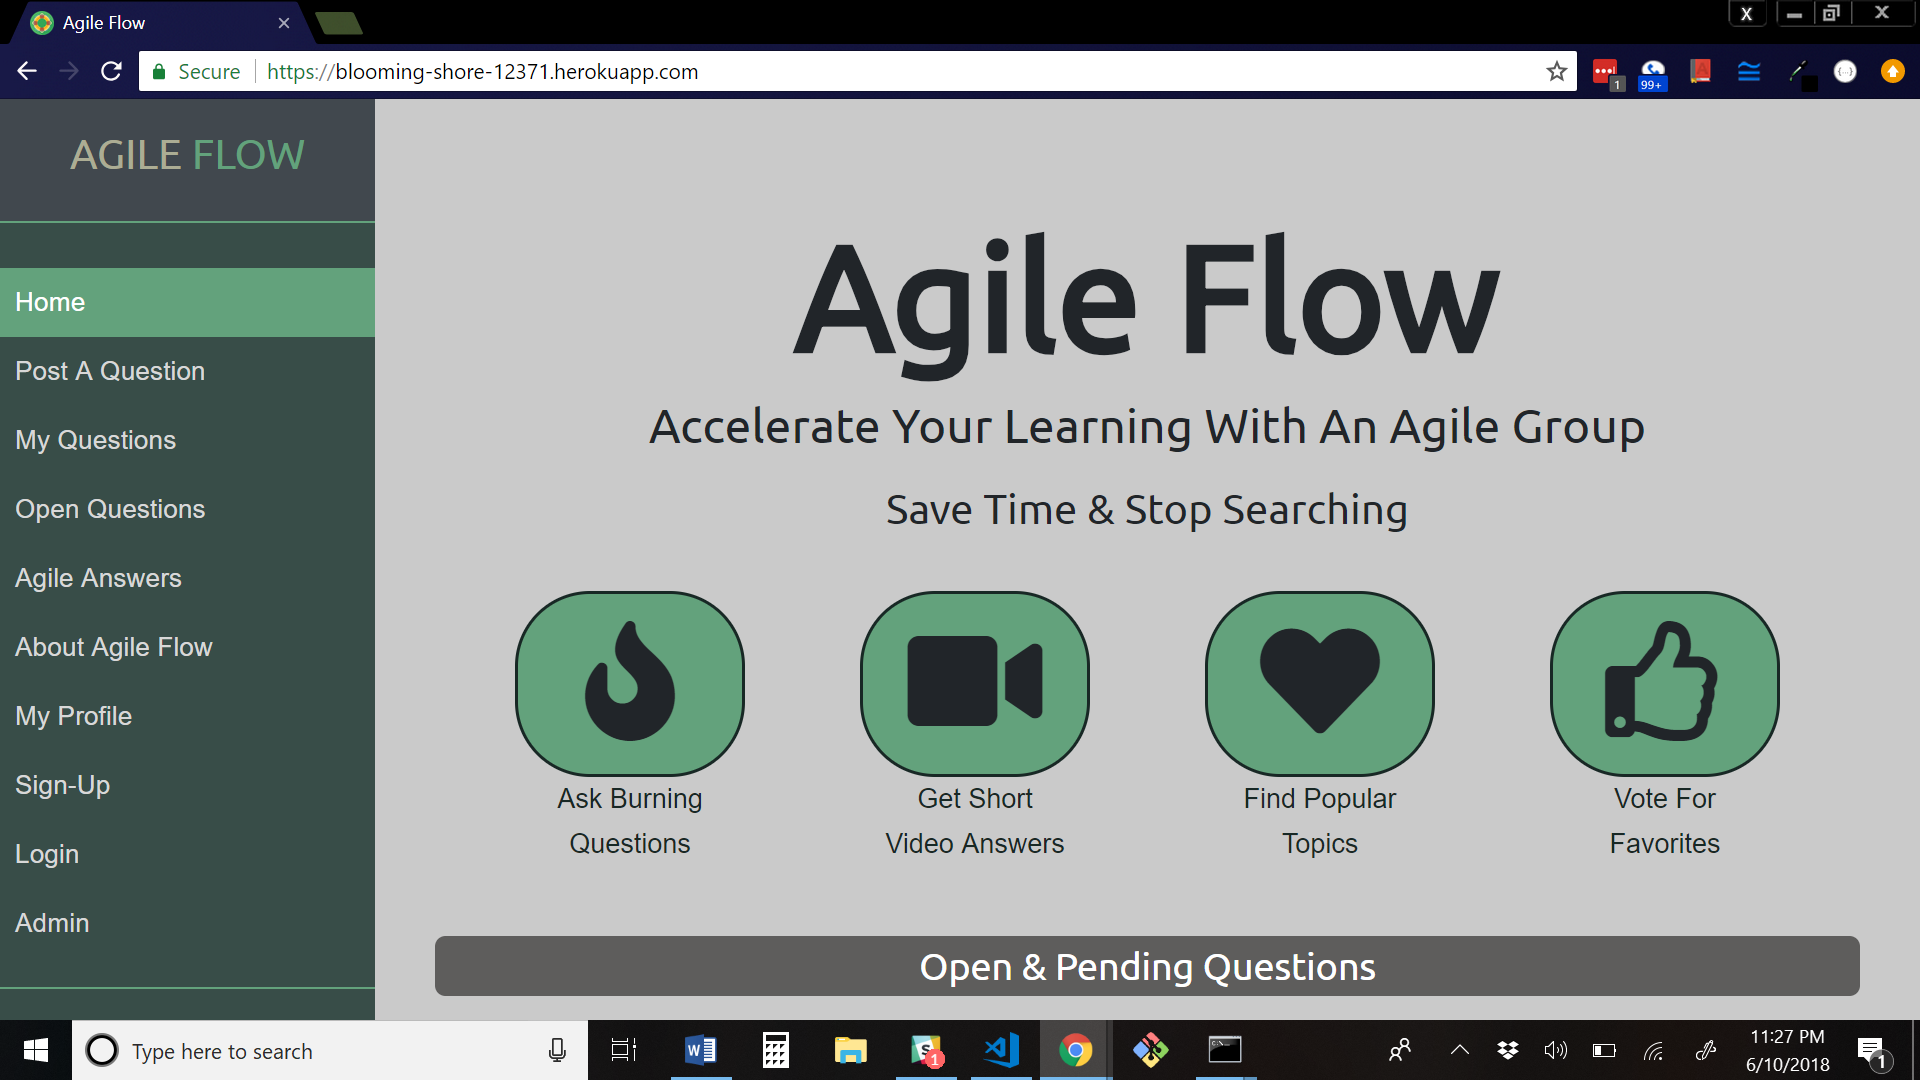 Agile Flow
X
Secure https://blooming-shore-12371.herokuapp.com
1
99+
AGILE FLOW
Home
Post A Question
My Questions
Open Questions
Agile Answers
About Agile Flow
My Profile
Sign-Up
Login
Admin
Agile Flow
Accelerate Your Learning With An Agile Group
Save Time & Stop Searching
Ask Burning
Questions
Get Short
Video Answers
Find Popular
Topics
Vote For
Favorites
Open & Pending Questions
Type here to search
W
S
1
11:27 PM
6/10/2018
1